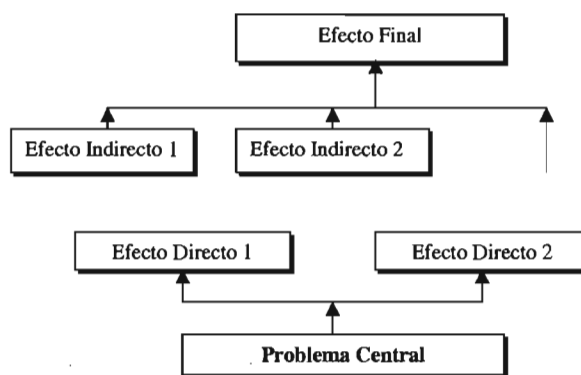 Efecto Final
Efecto Indirecto 1
Efecto Indirecto 2
Efecto Directo 1
Efecto Directo 2
Problema Central